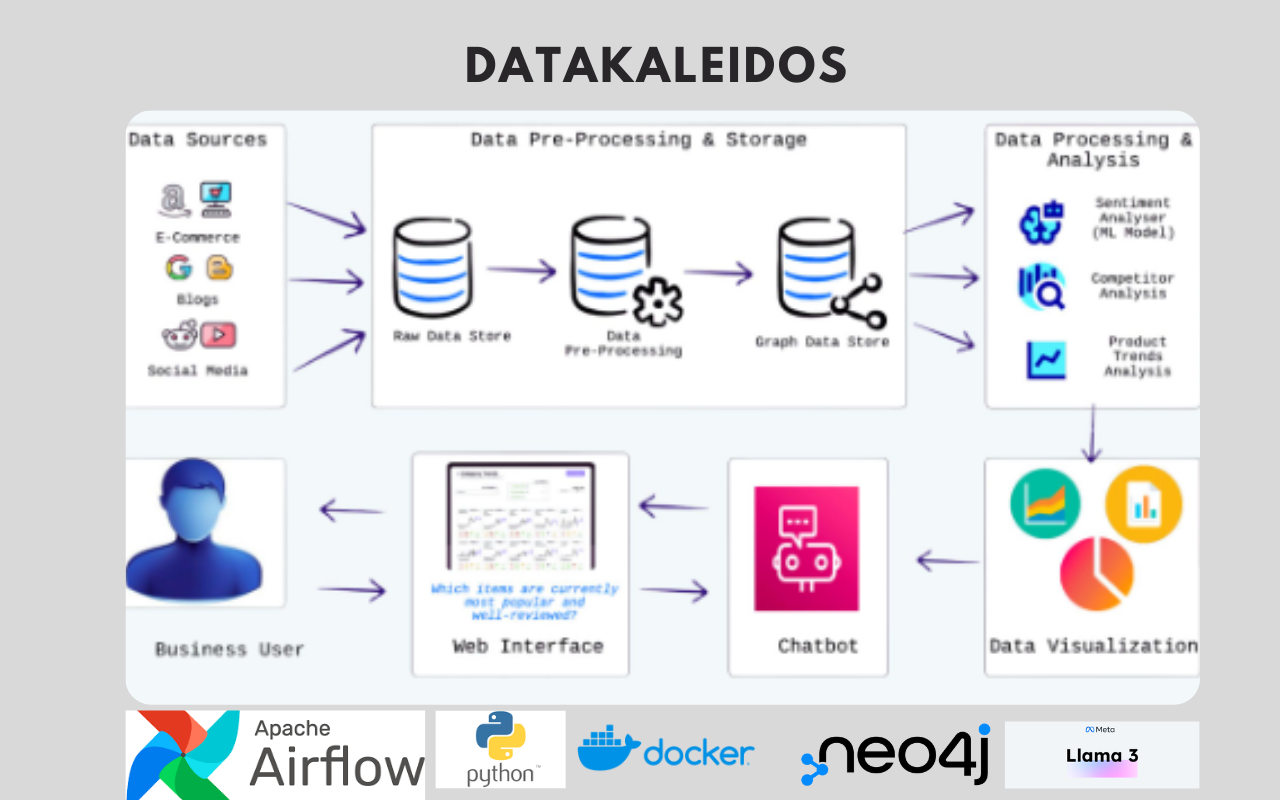 DATAKALEIDOS
Data Sources
E-Commerce
Blogs
Social Media
Data Pre-Processing & Storage
Raw Data Store
Data
Pre-Processing
Graph Data Store
Data Processing &
Analysis
Sentiment
Analyser
(ML Model)
Competitor
Analysis
Product
Trends
Analysis
Business User
Which items are currently
most popular and
well-reviewed?
Web Interface
Chatbot
Data Visualization
Apache
Airflow
python™
docker
neo4j
Meta
Llama 3